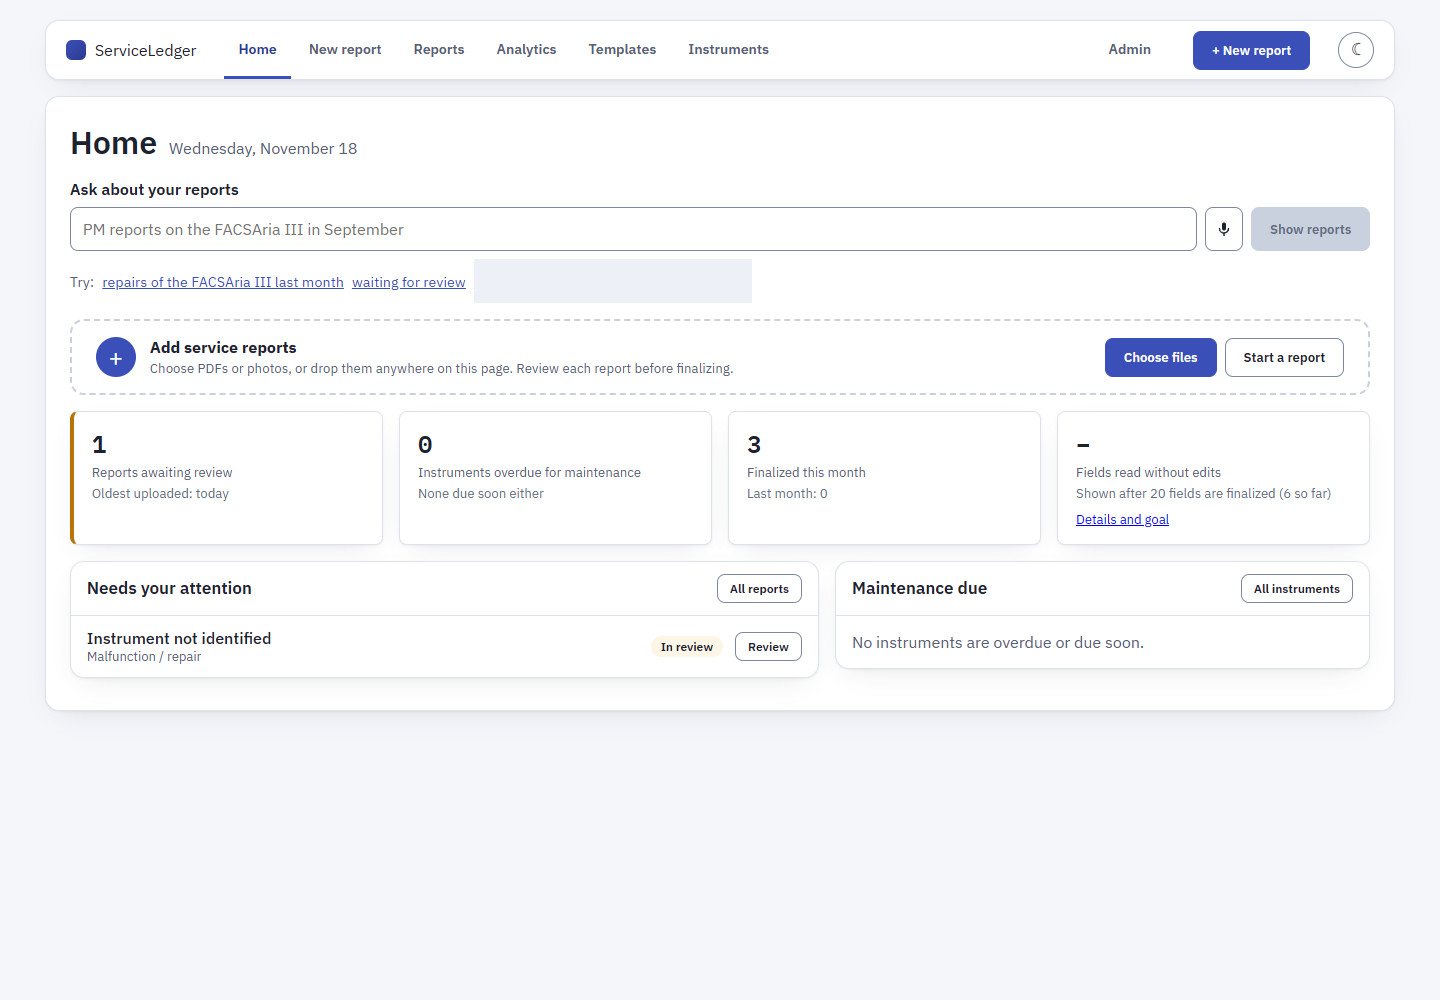 ServiceLedger
Home
New report
Reports
Analytics
Templates
Instruments
Admin
+ New report
Home
Wednesday, November 18
Ask about your reports
PM reports on the FACSAria III in September
Show reports
Try: repairs of the FACSAria III last month waiting for review
+
Add service reports
Choose PDFs or photos, or drop them anywhere on this page. Review each report before finalizing.
Choose files
Start a report
1
Reports awaiting review
Oldest uploaded: today
0
Instruments overdue for maintenance
None due soon either
3
Finalized this month
Last month: 0
–
Fields read without edits
Shown after 20 fields are finalized (6 so far)
Details and goal
Needs your attention
All reports
Instrument not identified
Malfunction / repair
In review
Review
Maintenance due
All instruments
No instruments are overdue or due soon.